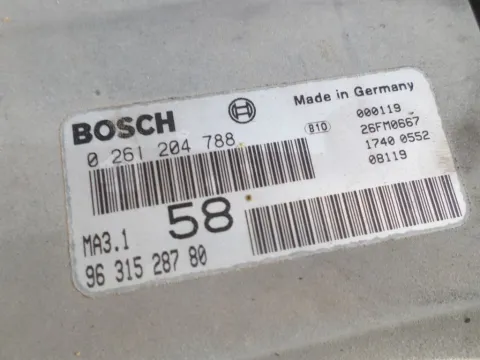 BOSCH
Made in Germany
0 261 204 788
B10
000119
26FM0667
1740 0552
08119
58
MA3.1
96 315 287 80